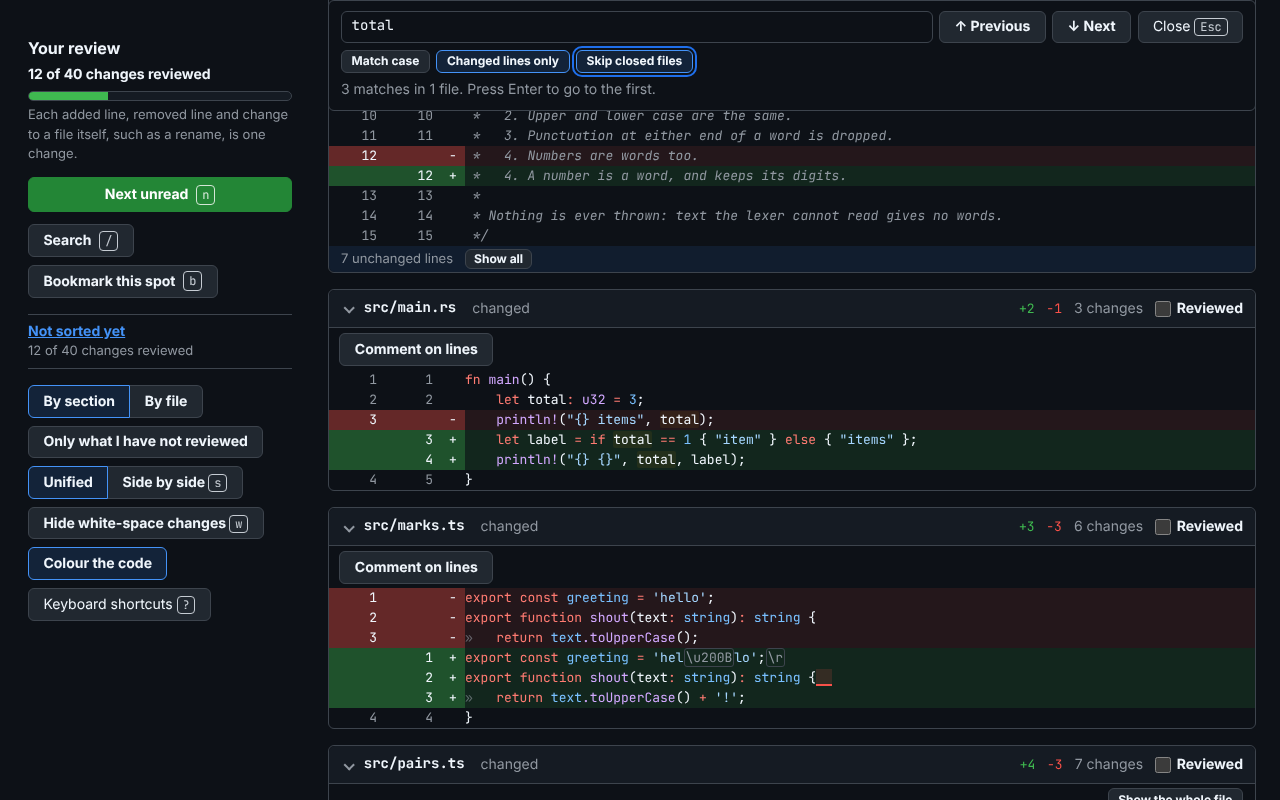 Your review
12 of 40 changes reviewed
Each added line, removed line and change
to a file itself, such as a rename, is one
change.
Next unread n
Search /
Bookmark this spot b
Not sorted yet
12 of 40 changes reviewed
By section By file
Only what I have not reviewed
Unified Side by side s
Hide white-space changes w
Colour the code
Keyboard shortcuts ?
total
↑ Previous ↓ Next Close Esc
Match case Changed lines only Skip closed files
3 matches in 1 file. Press Enter to go to the first.
10 10 * 2. Upper and lower case are the same.
11 11 * 3. Punctuation at either end of a word is dropped.
12 - * 4. Numbers are words too.
12 + * 4. A number is a word, and keeps its digits.
13 13 *
14 14 * Nothing is ever thrown: text the lexer cannot read gives no words.
15 15 */
7 unchanged lines Show all
src/main.rs changed +2 -1 3 changes Reviewed
Comment on lines
1 1 fn main() {
2 2 let total: u32 = 3;
3 - println!("{} items", total);
3 + let label = if total == 1 { "item" } else { "items" };
4 + println!("{} {}", total, label);
4 5 }
src/marks.ts changed +3 -3 6 changes Reviewed
Comment on lines
1 - export const greeting = 'hello';
2 - export function shout(text: string): string {
3 - » return text.toUpperCase();
1 + export const greeting = 'hel\u200Blo';\r
2 + export function shout(text: string): string {
3 + » return text.toUpperCase() + '!';
4 4 }
src/pairs.ts changed +4 -3 7 changes Reviewed
Show the whole file